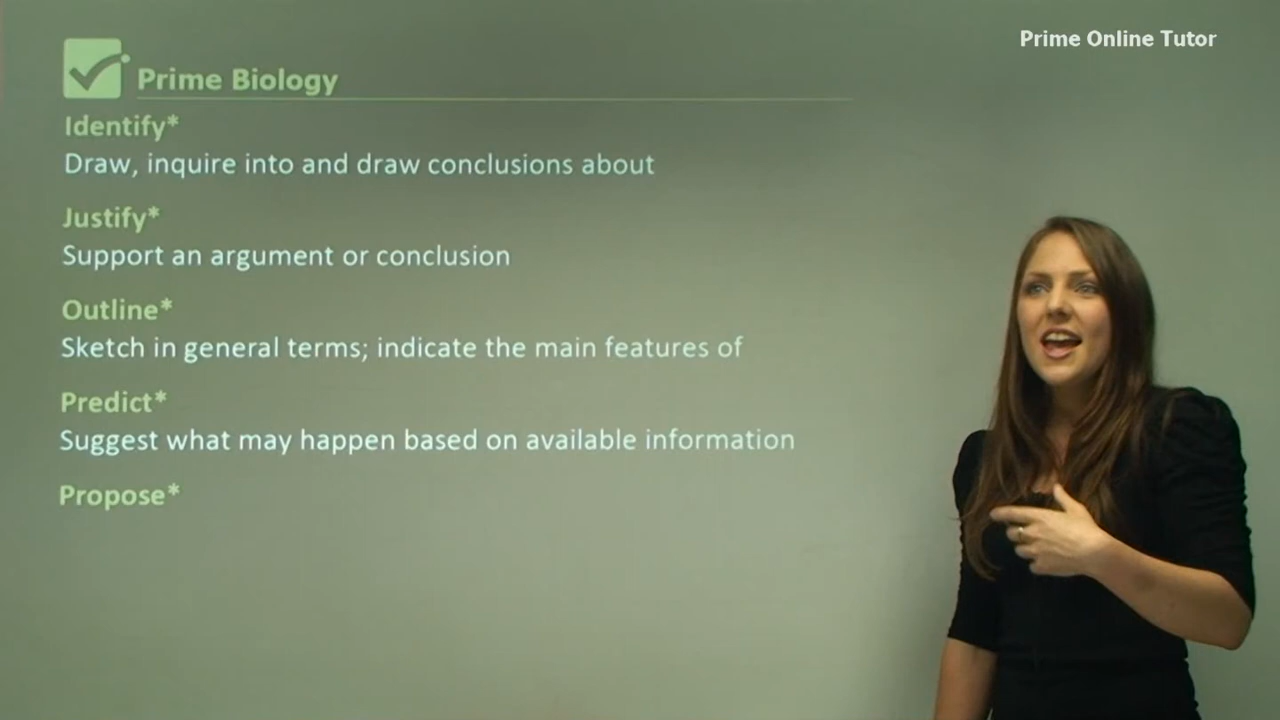 Prime Online Tutor
Prime Biology
Identify*
Draw, inquire into and draw conclusions about
Justify*
Support an argument or conclusion
Outline*
Sketch in general terms; indicate the main features of
Predict*
Suggest what may happen based on available information
Propose*